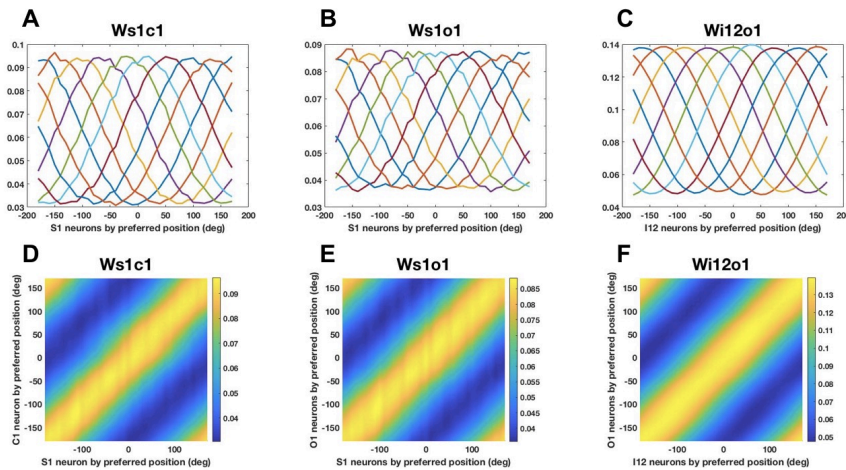 A
Ws1c1
0.1
0.09
0.08
0.07
0.06
0.05
0.04
0.03
-200 -150 -100 -50 0 50 100 150 200
S1 neurons by preferred position (deg)
B
Ws1o1
0.09
0.08
0.07
0.06
0.05
0.04
0.03
-200 -150 -100 -50 0 50 100 150 200
S1 neurons by preferred position (deg)
C
Wi12o1
0.14
0.12
0.1
0.08
0.06
0.04
-200 -150 -100 -50 0 50 100 150 200
I12 neurons by preferred position (deg)
D
Ws1c1
C1 neuron by preferred position (deg)
150
100
50
0
-50
-100
-150
-100 0 100
S1 neuron by preferred position (deg)
0.09
0.08
0.07
0.06
0.05
0.04
E
Ws1o1
O1 neurons by preferred position (deg)
150
100
50
0
-50
-100
-150
-100 0 100
S1 neurons by preferred position (deg)
0.085
0.08
0.075
0.07
0.065
0.06
0.055
0.05
0.045
0.04
F
Wi12o1
O1 neurons by preferred position (deg)
150
100
50
0
-50
-100
-150
-100 0 100
I12 neurons by preferred position (deg)
0.13
0.12
0.11
0.1
0.09
0.08
0.07
0.06
0.05